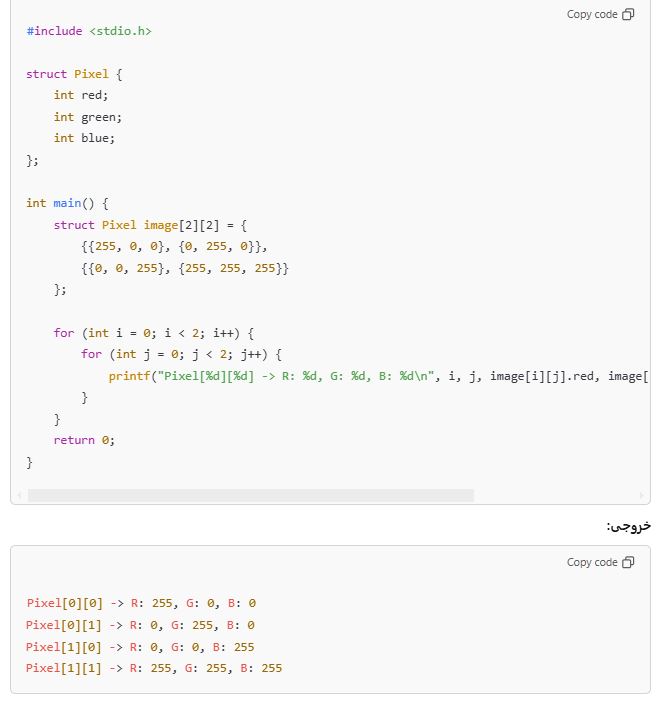 Copy code
#include <stdio.h>
struct Pixel {
    int red;
    int green;
    int blue;
};
int main() {
    struct Pixel image[2][2] = {
        {{255, 0, 0}, {0, 255, 0}},
        {{0, 0, 255}, {255, 255, 255}}
    };
    for (int i = 0; i < 2; i++) {
        for (int j = 0; j < 2; j++) {
            printf("Pixel[%d][%d] -> R: %d, G: %d, B: %d\n", i, j, image[i][j].red, image[
        }
    }
    return 0;
}
خروجی:
Copy code
Pixel[0][0] -> R: 255, G: 0, B: 0
Pixel[0][1] -> R: 0, G: 255, B: 0
Pixel[1][0] -> R: 0, G: 0, B: 255
Pixel[1][1] -> R: 255, G: 255, B: 255